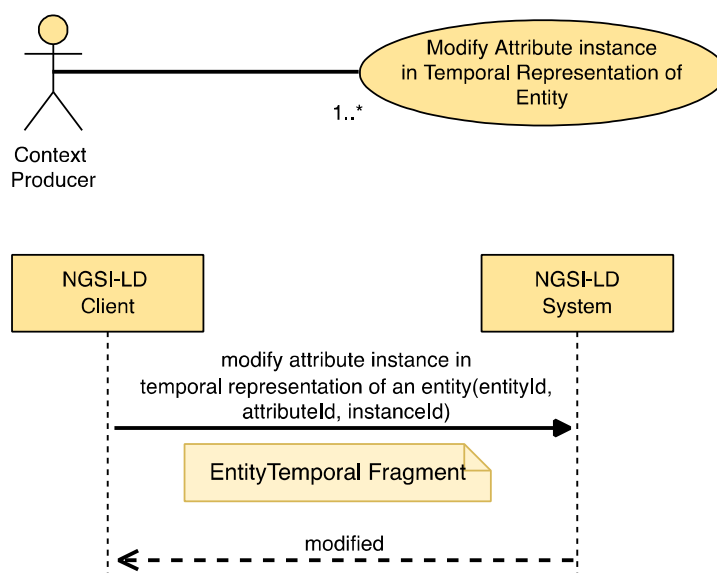 Modify Attribute instance
in Temporal Representation of
Entity
1..*
Context
Producer
NGSI-LD
Client
NGSI-LD
System
modify attribute instance in
temporal representation of an entity(entityId,
attributeId, instanceId)
EntityTemporal Fragment
modified